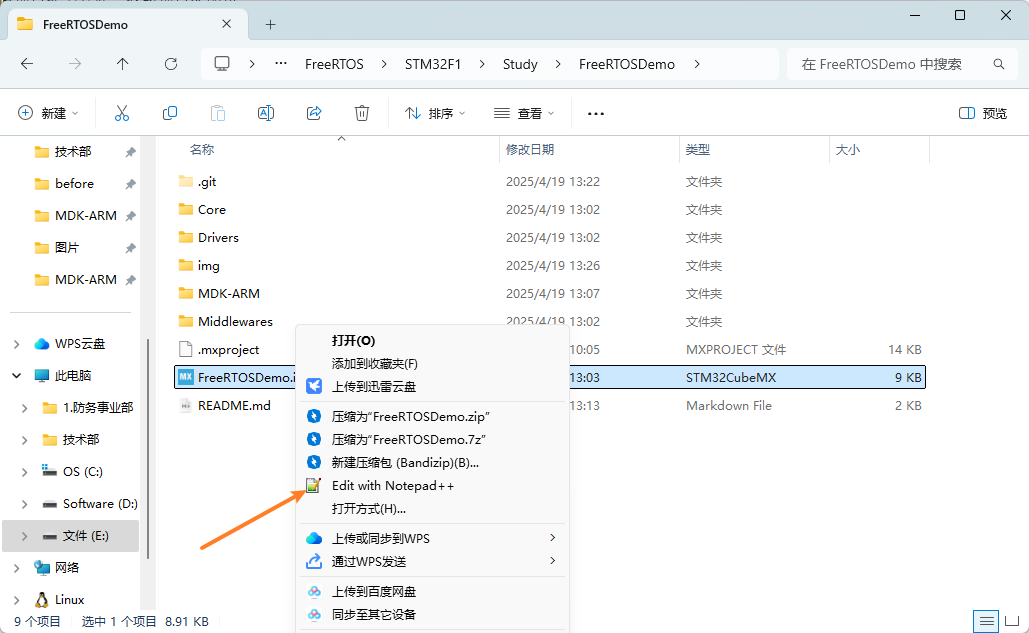 FreeRTOSDemo
FreeRTOS STM32F1 Study FreeRTOSDemo
在 FreeRTOSDemo 中搜索
新建 排序 查看 预览
名称 修改日期 类型 大小
技术部
before
MDK-ARM
图片
MDK-ARM
WPS云盘
此电脑
1.防务事业部
技术部
OS (C:)
Software (D:)
文件 (E:)
网络
Linux
.git 2025/4/19 13:22 文件夹
Core 2025/4/19 13:02 文件夹
Drivers 2025/4/19 13:02 文件夹
img 2025/4/19 13:26 文件夹
MDK-ARM 2025/4/19 13:07 文件夹
Middlewares 2025/4/19 13:02 文件夹
.mxproject 10:05 MXPROJECT 文件 14 KB
MX FreeRTOSDemo.i 13:03 STM32CubeMX 9 KB
README.md 13:13 Markdown File 2 KB
打开(O)
添加到收藏夹(F)
上传到迅雷云盘
压缩为“FreeRTOSDemo.zip”
压缩为“FreeRTOSDemo.7z”
新建压缩包 (Bandizip)(B)...
Edit with Notepad++
打开方式(H)...
上传或同步到WPS
通过WPS发送
上传到百度网盘
同步至其它设备
9 个项目 选中 1 个项目 8.91 KB